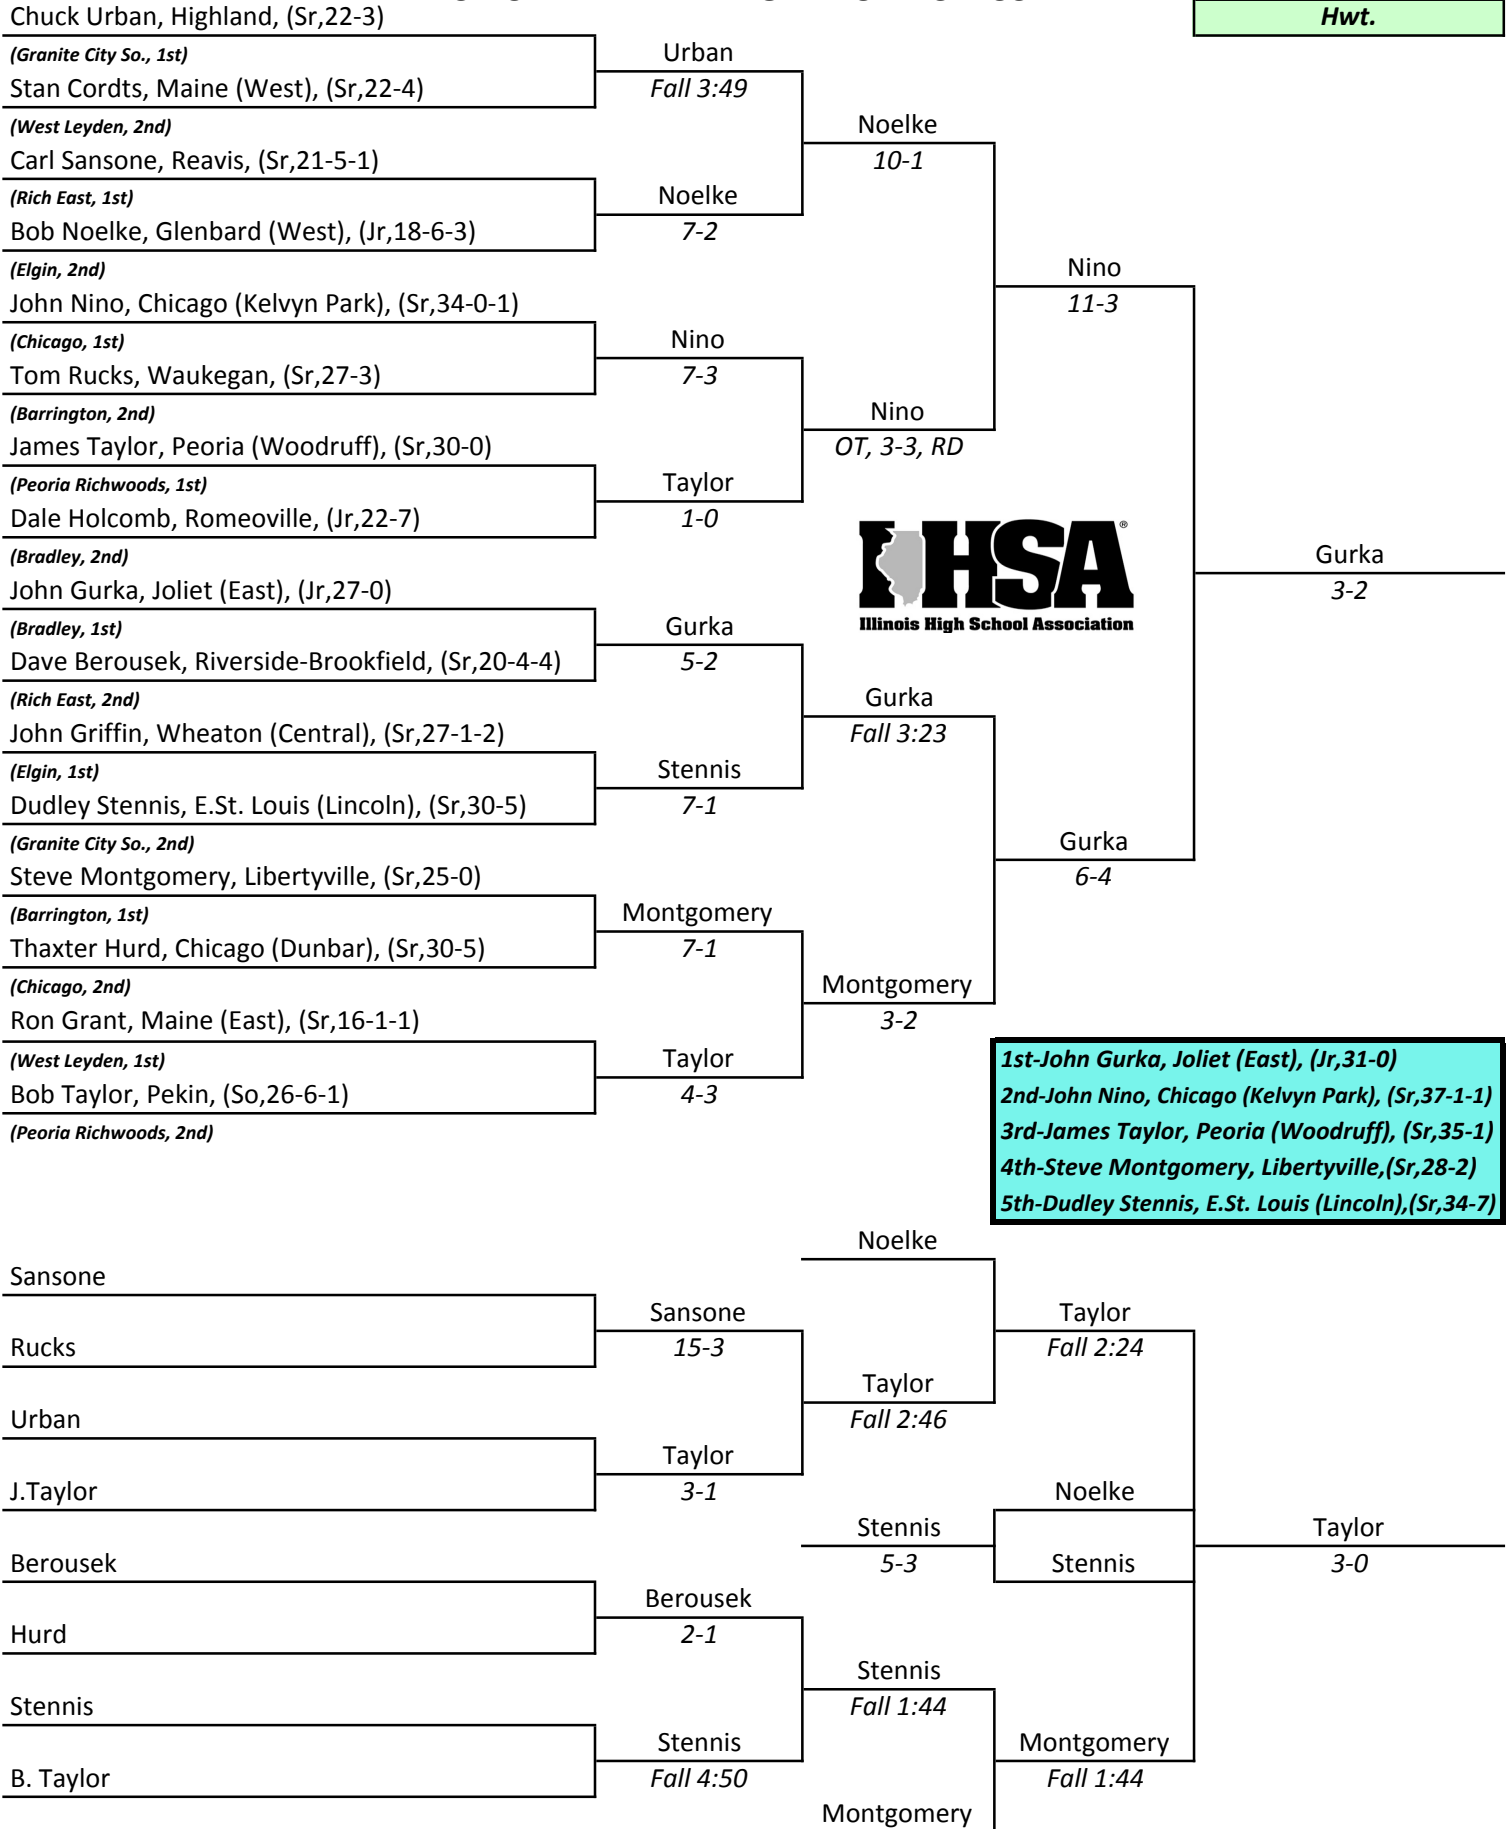 Chuck Urban, Highland, (Sr,22-3)
Hwt.
(Granite City So., 1st)
Urban
Stan Cordts, Maine (West), (Sr,22-4)
Fall 3:49
(West Leyden, 2nd)
Noelke
Carl Sansone, Reavis, (Sr,21-5-1)
10-1
(Rich East, 1st)
Noelke
Bob Noelke, Glenbard (West), (Jr,18-6-3)
7-2
(Elgin, 2nd)
Nino
John Nino, Chicago (Kelvyn Park), (Sr,34-0-1)
11-3
(Chicago, 1st)
Nino
Tom Rucks, Waukegan, (Sr,27-3)
7-3
(Barrington, 2nd)
Nino
James Taylor, Peoria (Woodruff), (Sr,30-0)
OT, 3-3, RD
(Peoria Richwoods, 1st)
Taylor
Dale Holcomb, Romeoville, (Jr,22-7)
1-0
IHSA®
(Bradley, 2nd)
Gurka
John Gurka, Joliet (East), (Jr,27-0)
3-2
(Bradley, 1st)
Gurka
Illinois High School Association
Dave Berousek, Riverside-Brookfield, (Sr,20-4-4)
5-2
(Rich East, 2nd)
Gurka
John Griffin, Wheaton (Central), (Sr,27-1-2)
Fall 3:23
(Elgin, 1st)
Stennis
Dudley Stennis, E.St. Louis (Lincoln), (Sr,30-5)
7-1
(Granite City So., 2nd)
Gurka
Steve Montgomery, Libertyville, (Sr,25-0)
6-4
(Barrington, 1st)
Montgomery
Thaxter Hurd, Chicago (Dunbar), (Sr,30-5)
7-1
(Chicago, 2nd)
Montgomery
Ron Grant, Maine (East), (Sr,16-1-1)
3-2
(West Leyden, 1st)
Taylor
Bob Taylor, Pekin, (So,26-6-1)
4-3
(Peoria Richwoods, 2nd)
1st-John Gurka, Joliet (East), (Jr,31-0)
2nd-John Nino, Chicago (Kelvyn Park), (Sr,37-1-1)
3rd-James Taylor, Peoria (Woodruff), (Sr,35-1)
4th-Steve Montgomery, Libertyville,(Sr,28-2)
5th-Dudley Stennis, E.St. Louis (Lincoln),(Sr,34-7)
Noelke
Sansone
Sansone
Taylor
Rucks
15-3
Fall 2:24
Taylor
Urban
Fall 2:46
Taylor
J.Taylor
3-1
Noelke
Stennis
Taylor
Berousek
5-3
Stennis
3-0
Berousek
Hurd
2-1
Stennis
Stennis
Fall 1:44
Stennis
Montgomery
B. Taylor
Fall 4:50
Fall 1:44
Montgomery